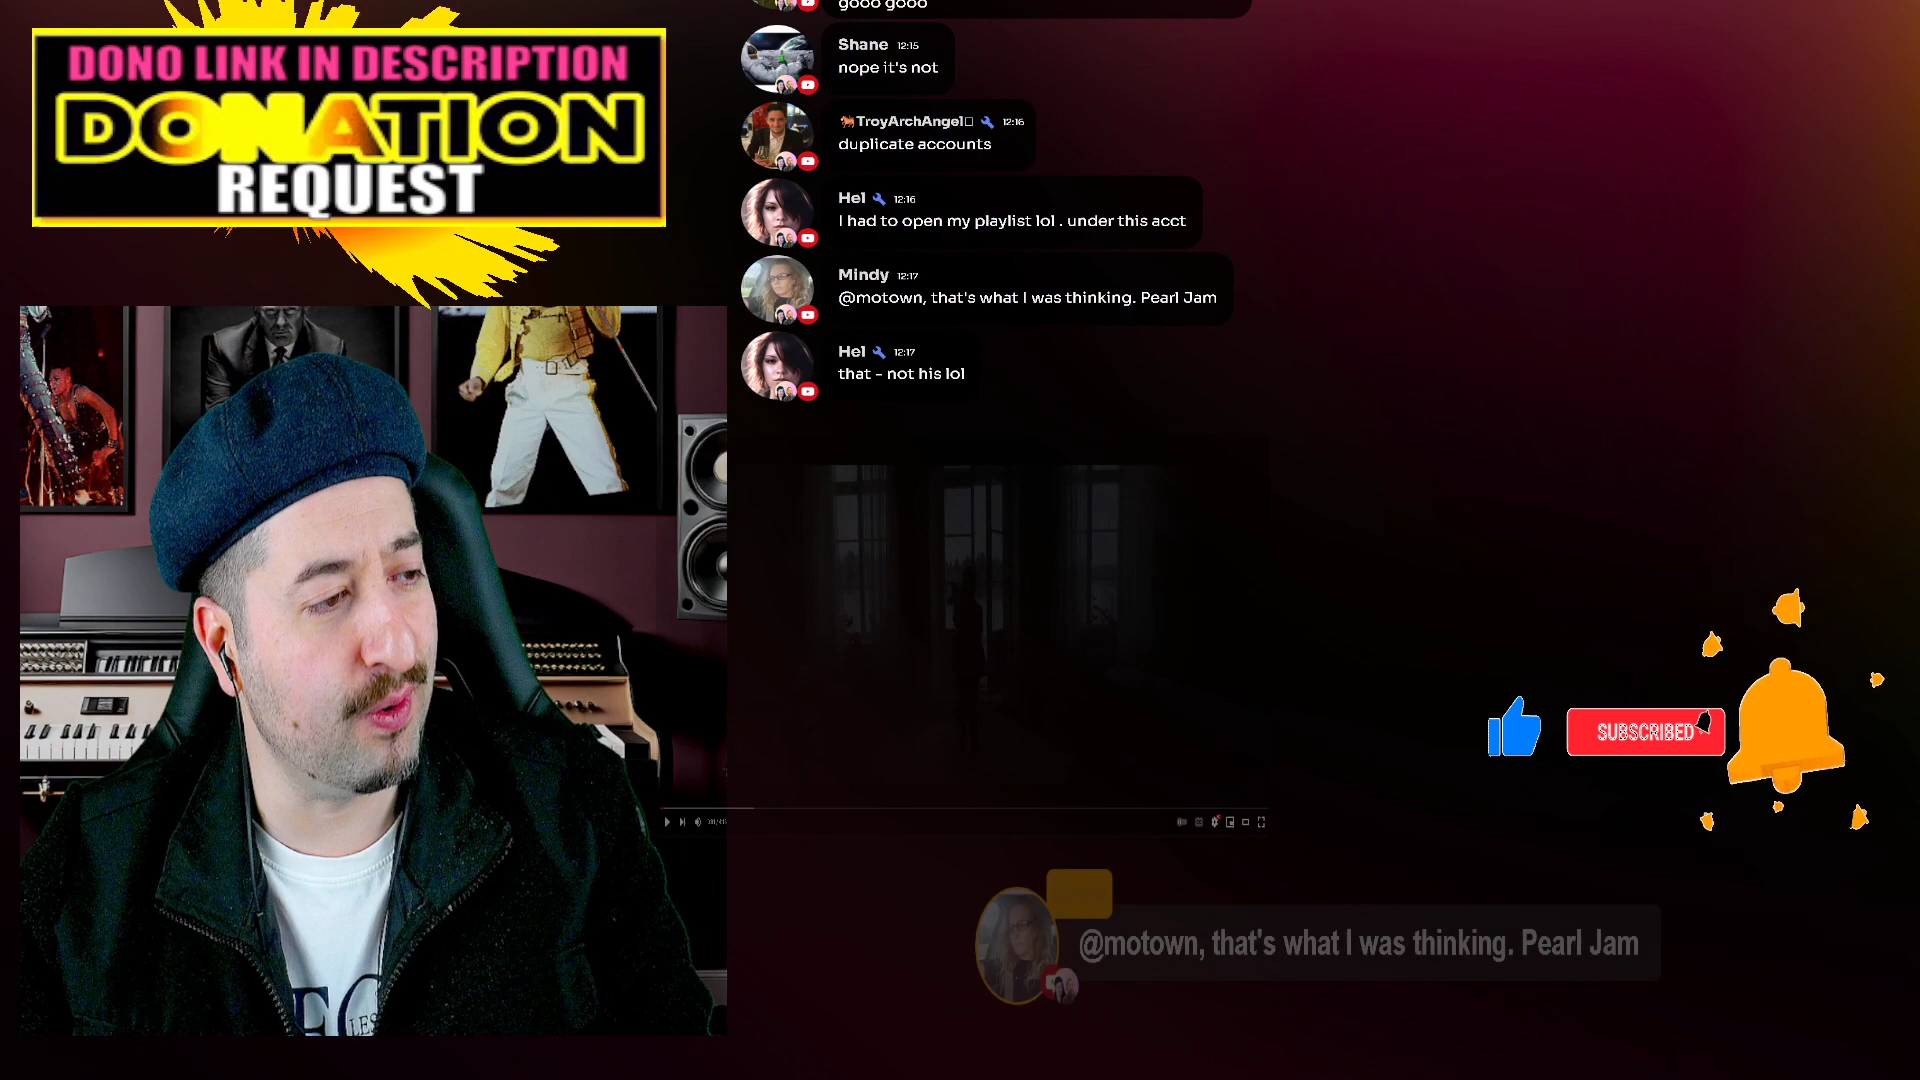 DONO LINK IN DESCRIPTION
DONATION
REQUEST
gooo gooo
Shane 12:15
nope it's not
TroyArchAngel 12:16
duplicate accounts
Hel 12:16
I had to open my playlist lol . under this acct
Mindy 12:17
@motown, that's what I was thinking. Pearl Jam
Hel 12:17
that - not his lol
SUBSCRIBED
@motown, that's what I was thinking. Pearl Jam